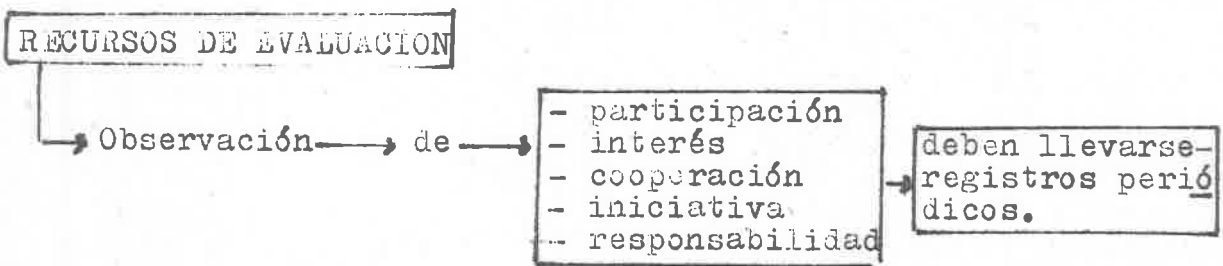 RECURSOS DE EVALUACION
Observación de
- participación
- interés
- cooperación
- iniciativa
- responsabilidad
deben llevarse-
registros perió
dicos.